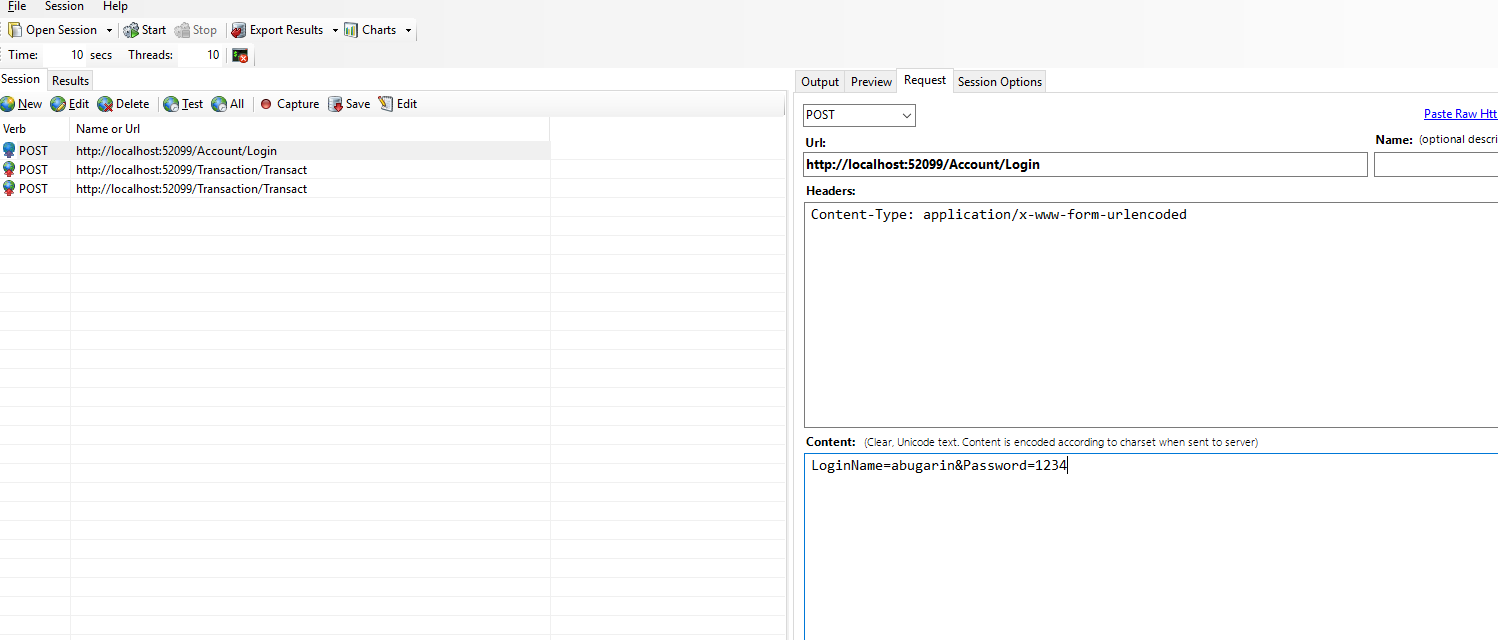 File Session Help
Open Session Start Stop Export Results Charts
Time: 10 secs Threads: 10
Session Results
New Edit Delete Test All Capture Save Edit
Verb Name or Url
POST http://localhost:52099/Account/Login
POST http://localhost:52099/Transaction/Transact
POST http://localhost:52099/Transaction/Transact
Output Preview Request Session Options
POST Paste Raw Htt
Url: Name: (optional descri
http://localhost:52099/Account/Login
Headers:
Content-Type: application/x-www-form-urlencoded
Content: (Clear, Unicode text. Content is encoded according to charset when sent to server)
LoginName=abugarin&Password=1234